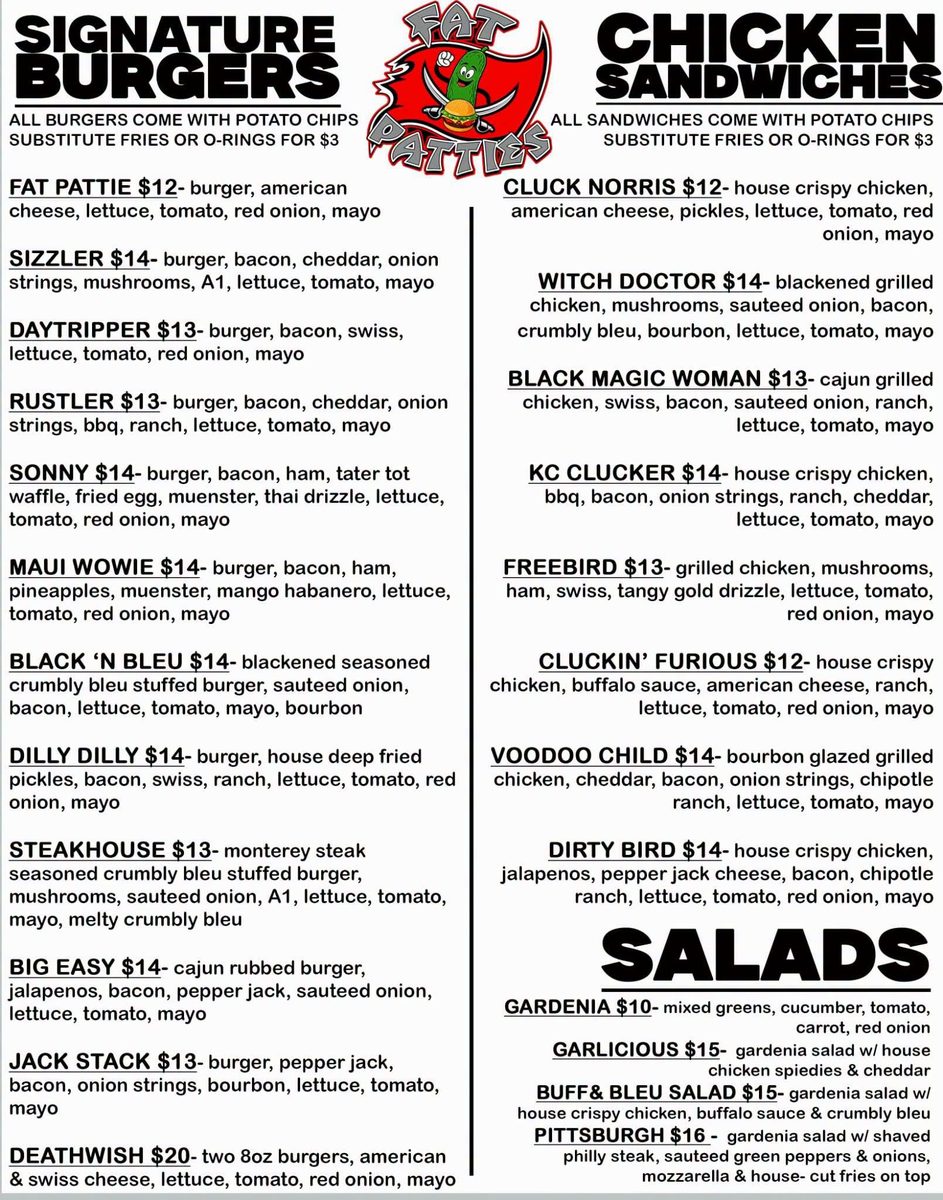 SIGNATURE
BURGERS
ALL BURGERS COME WITH POTATO CHIPS
SUBSTITUTE FRIES OR O-RINGS FOR $3
FAT PATTIE $12- burger, american
cheese, lettuce, tomato, red onion, mayo
SIZZLER $14- burger, bacon, cheddar, onion
strings, mushrooms, A1, lettuce, tomato, mayo
DAYTRIPPER $13- burger, bacon, swiss,
lettuce, tomato, red onion, mayo
RUSTLER $13- burger, bacon, cheddar, onion
strings, bbq, ranch, lettuce, tomato, mayo
SONNY $14- burger, bacon, ham, tater tot
waffle, fried egg, muenster, thai drizzle, lettuce,
tomato, red onion, mayo
MAUI WOWIE $14- burger, bacon, ham,
pineapples, muenster, mango habanero, lettuce,
tomato, red onion, mayo
BLACK ‘N BLEU $14- blackened seasoned
crumbly bleu stuffed burger, sauteed onion,
bacon, lettuce, tomato, mayo, bourbon
DILLY DILLY $14- burger, house deep fried
pickles, bacon, swiss, ranch, lettuce, tomato, red
onion, mayo
STEAKHOUSE $13- monterey steak
seasoned crumbly bleu stuffed burger,
mushrooms, sauteed onion, A1, lettuce, tomato,
mayo, melty crumbly bleu
BIG EASY $14- cajun rubbed burger,
jalapenos, bacon, pepper jack, sauteed onion,
lettuce, tomato, mayo
JACK STACK $13- burger, pepper jack,
bacon, onion strings, bourbon, lettuce, tomato,
mayo
DEATHWISH $20- two 8oz burgers, american
& swiss cheese, lettuce, tomato, red onion, mayo
FAT
PATTIES
CHICKEN
SANDWICHES
ALL SANDWICHES COME WITH POTATO CHIPS
SUBSTITUTE FRIES OR O-RINGS FOR $3
CLUCK NORRIS $12- house crispy chicken,
american cheese, pickles, lettuce, tomato, red
onion, mayo
WITCH DOCTOR $14- blackened grilled
chicken, mushrooms, sauteed onion, bacon,
crumbly bleu, bourbon, lettuce, tomato, mayo
BLACK MAGIC WOMAN $13- cajun grilled
chicken, swiss, bacon, sauteed onion, ranch,
lettuce, tomato, mayo
KC CLUCKER $14- house crispy chicken,
bbq, bacon, onion strings, ranch, cheddar,
lettuce, tomato, mayo
FREEBIRD $13- grilled chicken, mushrooms,
ham, swiss, tangy gold drizzle, lettuce, tomato,
red onion, mayo
CLUCKIN’ FURIOUS $12- house crispy
chicken, buffalo sauce, american cheese, ranch,
lettuce, tomato, red onion, mayo
VOODOO CHILD $14- bourbon glazed grilled
chicken, cheddar, bacon, onion strings, chipotle
ranch, lettuce, tomato, mayo
DIRTY BIRD $14- house crispy chicken,
jalapenos, pepper jack cheese, bacon, chipotle
ranch, lettuce, tomato, red onion, mayo
SALADS
GARDENIA $10- mixed greens, cucumber, tomato,
carrot, red onion
GARLICIOUS $15- gardenia salad w/ house
chicken spiedies & cheddar
BUFF& BLEU SALAD $15- gardenia salad w/
house crispy chicken, buffalo sauce & crumbly bleu
PITTSBURGH $16 - gardenia salad w/ shaved
philly steak, sauteed green peppers & onions,
mozzarella & house- cut fries on top